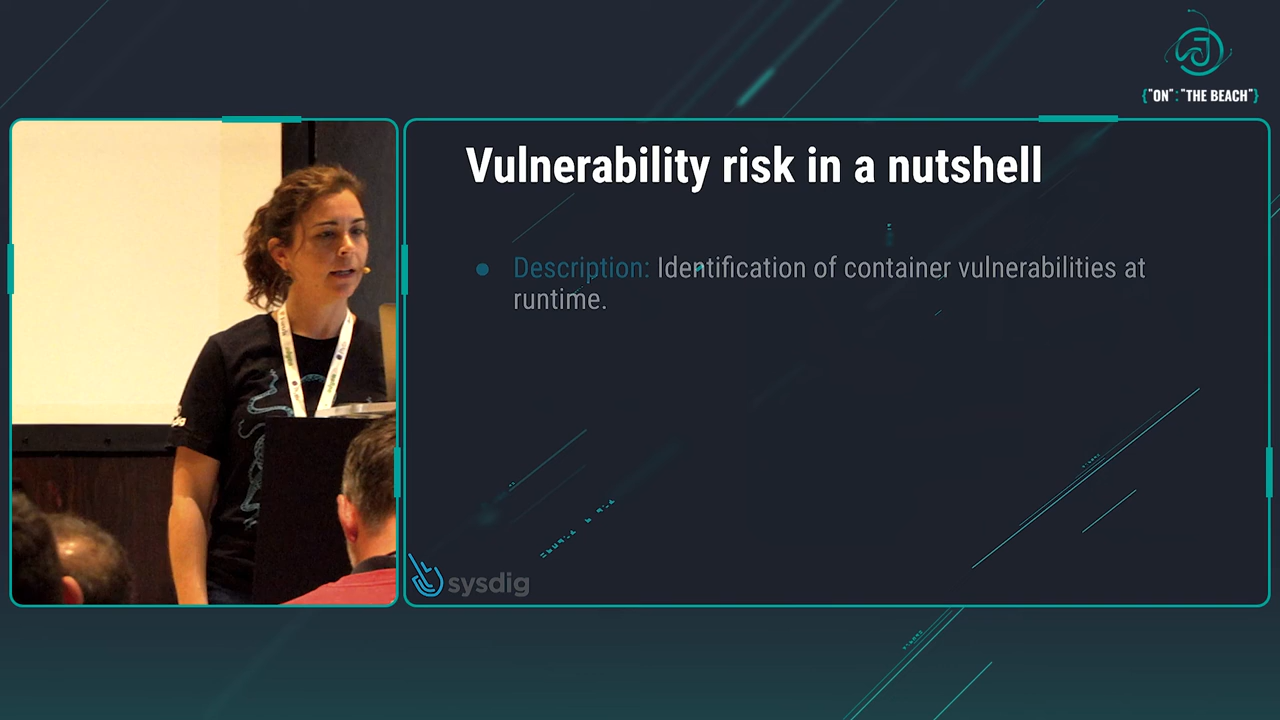 {"ON":"THE BEACH"}
Vulnerability risk in a nutshell
Description: Identification of container vulnerabilities at
runtime.
sysdig